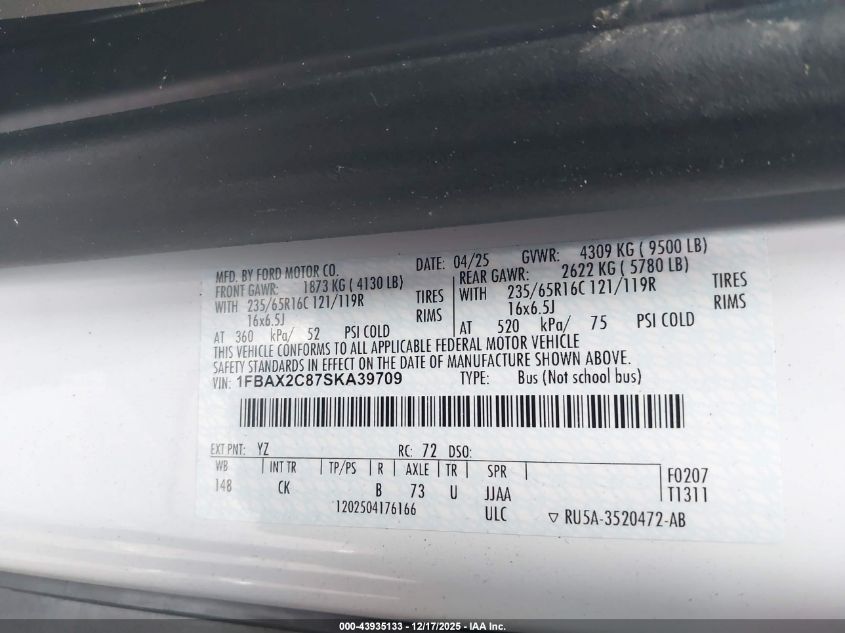 MFD. BY FORD MOTOR CO. DATE: 04/25 GVWR: 4309 KG ( 9500 LB)
FRONT GAWR: 1873 KG ( 4130 LB) REAR GAWR: 2622 KG ( 5780 LB)
WITH 235/65R16C 121/119R TIRES WITH 235/65R16C 121/119R TIRES
16x6.5J RIMS 16x6.5J RIMS
AT 360 kPa/ 52 PSI COLD AT 520 kPa/ 75 PSI COLD
THIS VEHICLE CONFORMS TO ALL APPLICABLE FEDERAL MOTOR VEHICLE
SAFETY STANDARDS IN EFFECT ON THE DATE OF MANUFACTURE SHOWN ABOVE.
VIN: 1FBAX2C87SKA39709 TYPE: Bus (Not school bus)
EXT PNT: YZ RC: 72 DSO:
WB INT TR TP/PS R AXLE TR SPR F0207
148 CK B 73 U JJAA T1311
1202504176166 ULC ▽ RU5A-3520472-AB
000-43935133 - 12/17/2025 - IAA Inc.